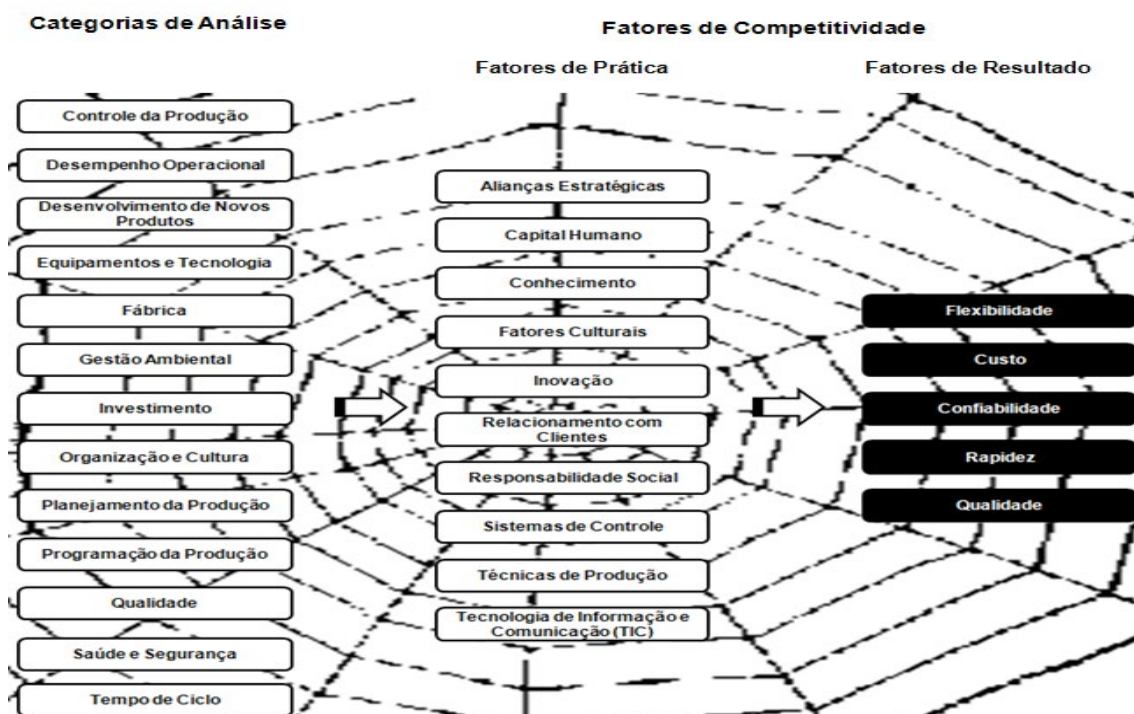 Categorias de Análise
Fatores de Competitividade
Fatores de Prática
Fatores de Resultado
Controle da Produção
Desempenho Operacional
Desenvolvimento de Novos
Produtos
Equipamentos e Tecnologia
Fábrica
Gestão Ambiental
Investimento
Organização e Cultura
Planejamento da Produção
Programação da Produção
Qualidade
Saúde e Segurança
Tempo de Ciclo
Alianças Estratégicas
Capital Humano
Conhecimento
Fatores Culturais
Inovação
Relacionamento com
Clientes
Responsabilidade Social
Sistemas de Controle
Técnicas de Produção
Tecnologia de Informação e
Comunicação (TIC)
Flexibilidade
Custo
Confiabilidade
Rapidez
Qualidade